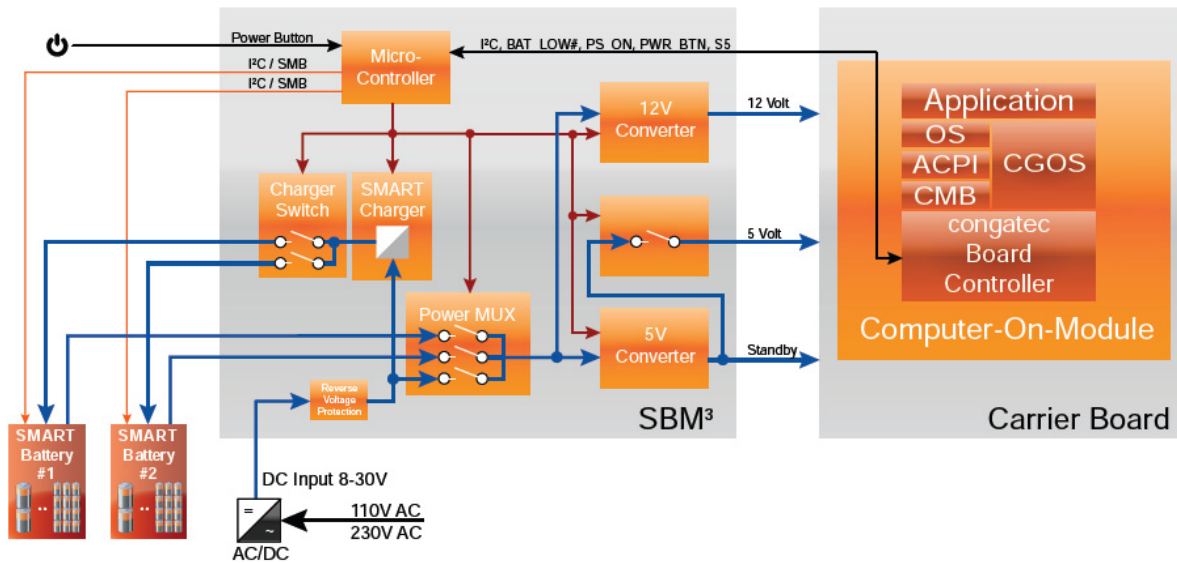 Power Button
I²C / SMB
I²C / SMB
Micro-
Controller
I²C, BAT_LOW#, PS_ON, PWR_BTN, S5
12V
Converter
12 Volt
Application
OS
ACPI
CMB
CGOS
congatec
Board
Controller
Computer-On-Module
Charger
Switch
SMART
Charger
5 Volt
Power MUX
5V
Converter
Standby
Reverse
Voltage
Protection
SBM³
Carrier Board
SMART
Battery
#1
SMART
Battery
#2
DC Input 8-30V
=
~
110V AC
230V AC
AC/DC